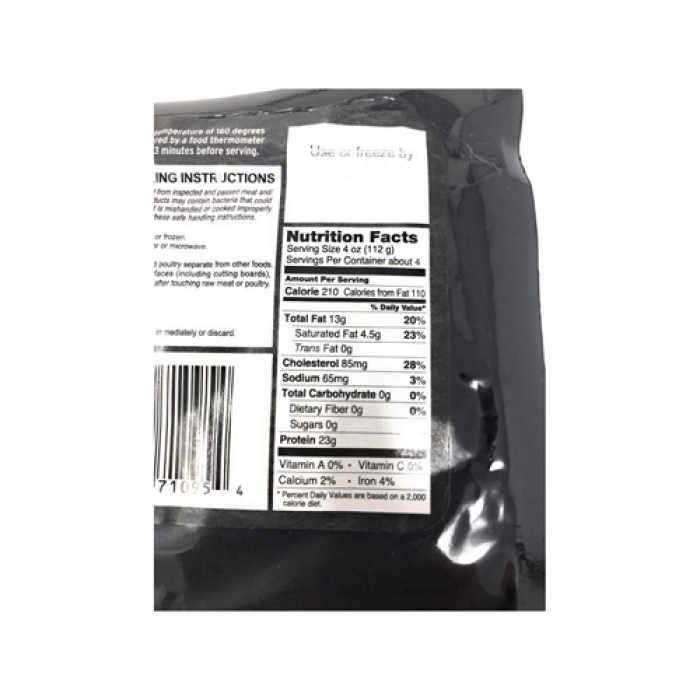 temperature of 160 degrees
red by a food thermometer
3 minutes before serving.
ING INSTRUCTIONS
from inspected and passed meat and/
ducts may contain bacteria that could
t is mishandled or cooked improperly.
hese safe handling instructions.
or frozen.
or microwave.
poultry separate from other foods.
faces (including cutting boards),
after touching raw meat or poultry.
mmediately or discard.
71095 4
Use or freeze by
Nutrition Facts
Serving Size 4 oz (112 g)
Servings Per Container about 4
Amount Per Serving
Calorie 210 Calories from Fat 110
% Daily Value*
Total Fat 13g 20%
Saturated Fat 4.5g 23%
Trans Fat 0g
Cholesterol 85mg 28%
Sodium 65mg 3%
Total Carbohydrate 0g 0%
Dietary Fiber 0g 0%
Sugars 0g
Protein 23g
Vitamin A 0% • Vitamin C 0%
Calcium 2% • Iron 4%
* Percent Daily Values are based on a 2,000
calorie diet.